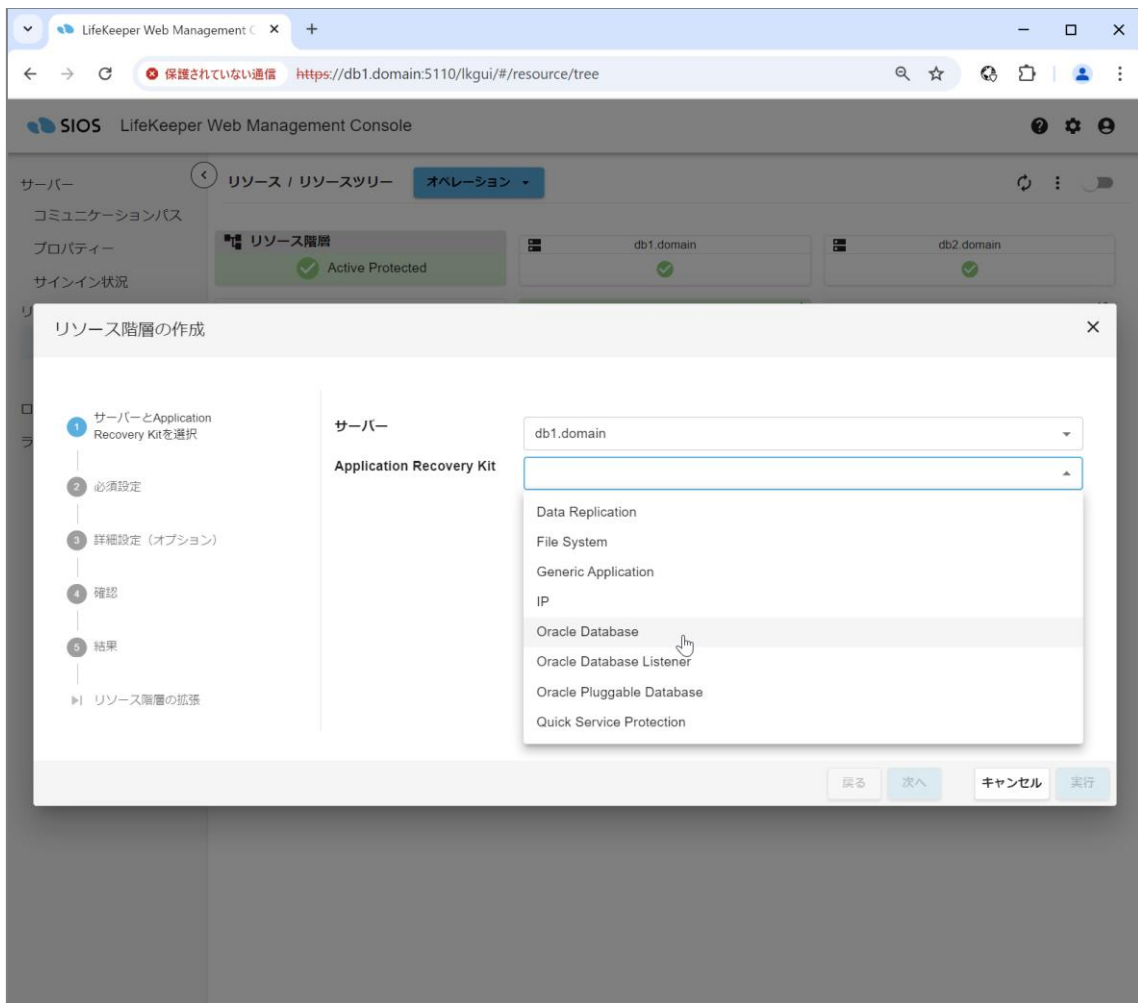 LifeKeeper Web Management C
保護されていない通信 https://db1.domain:5110/lkgui/#/resource/tree
SIOS LifeKeeper Web Management Console
サーバー
コミュニケーションパス
プロパティー
サインイン状況
リ
ロ
ラ
リソース / リソースツリー オペレーション
リソース階層
Active Protected
db1.domain
db2.domain
リソース階層の作成
1 サーバーとApplication
Recovery Kitを選択
2 必須設定
3 詳細設定（オプション）
4 確認
5 結果
リソース階層の拡張
サーバー db1.domain
Application Recovery Kit
Data Replication
File System
Generic Application
IP
Oracle Database
Oracle Database Listener
Oracle Pluggable Database
Quick Service Protection
戻る 次へ キャンセル 実行